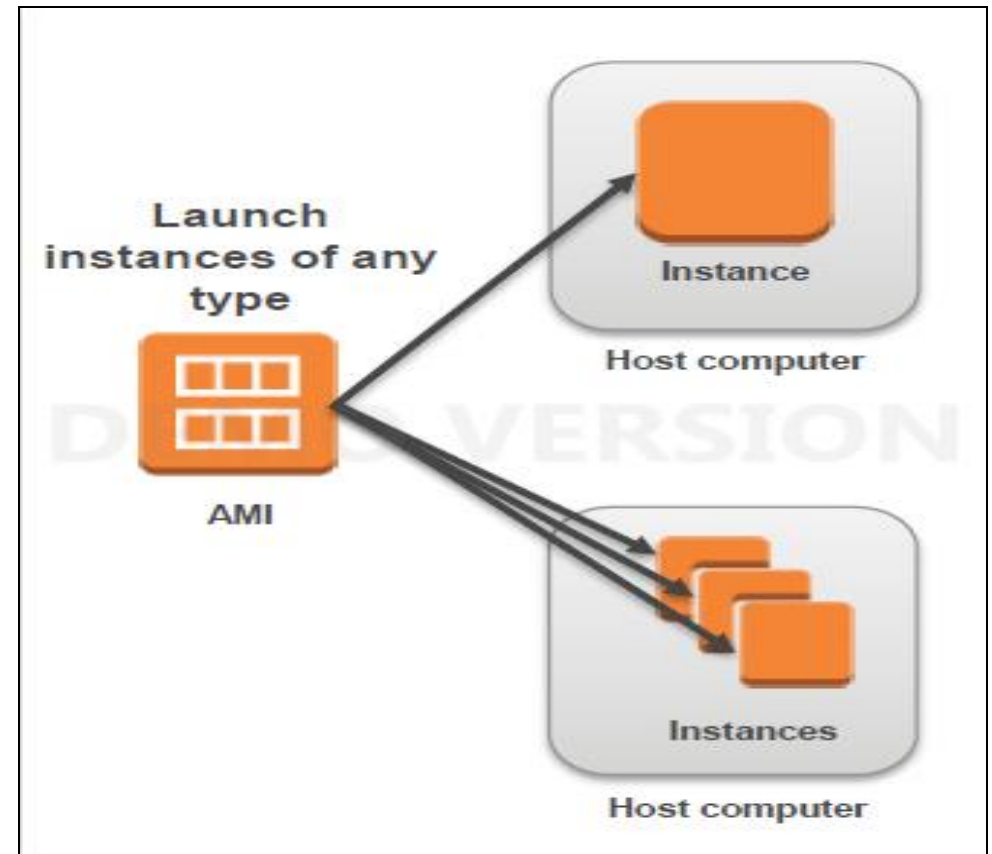 Launch
instances of any
type
AMI
Instance
Host computer
Instances
Host computer
VERSION